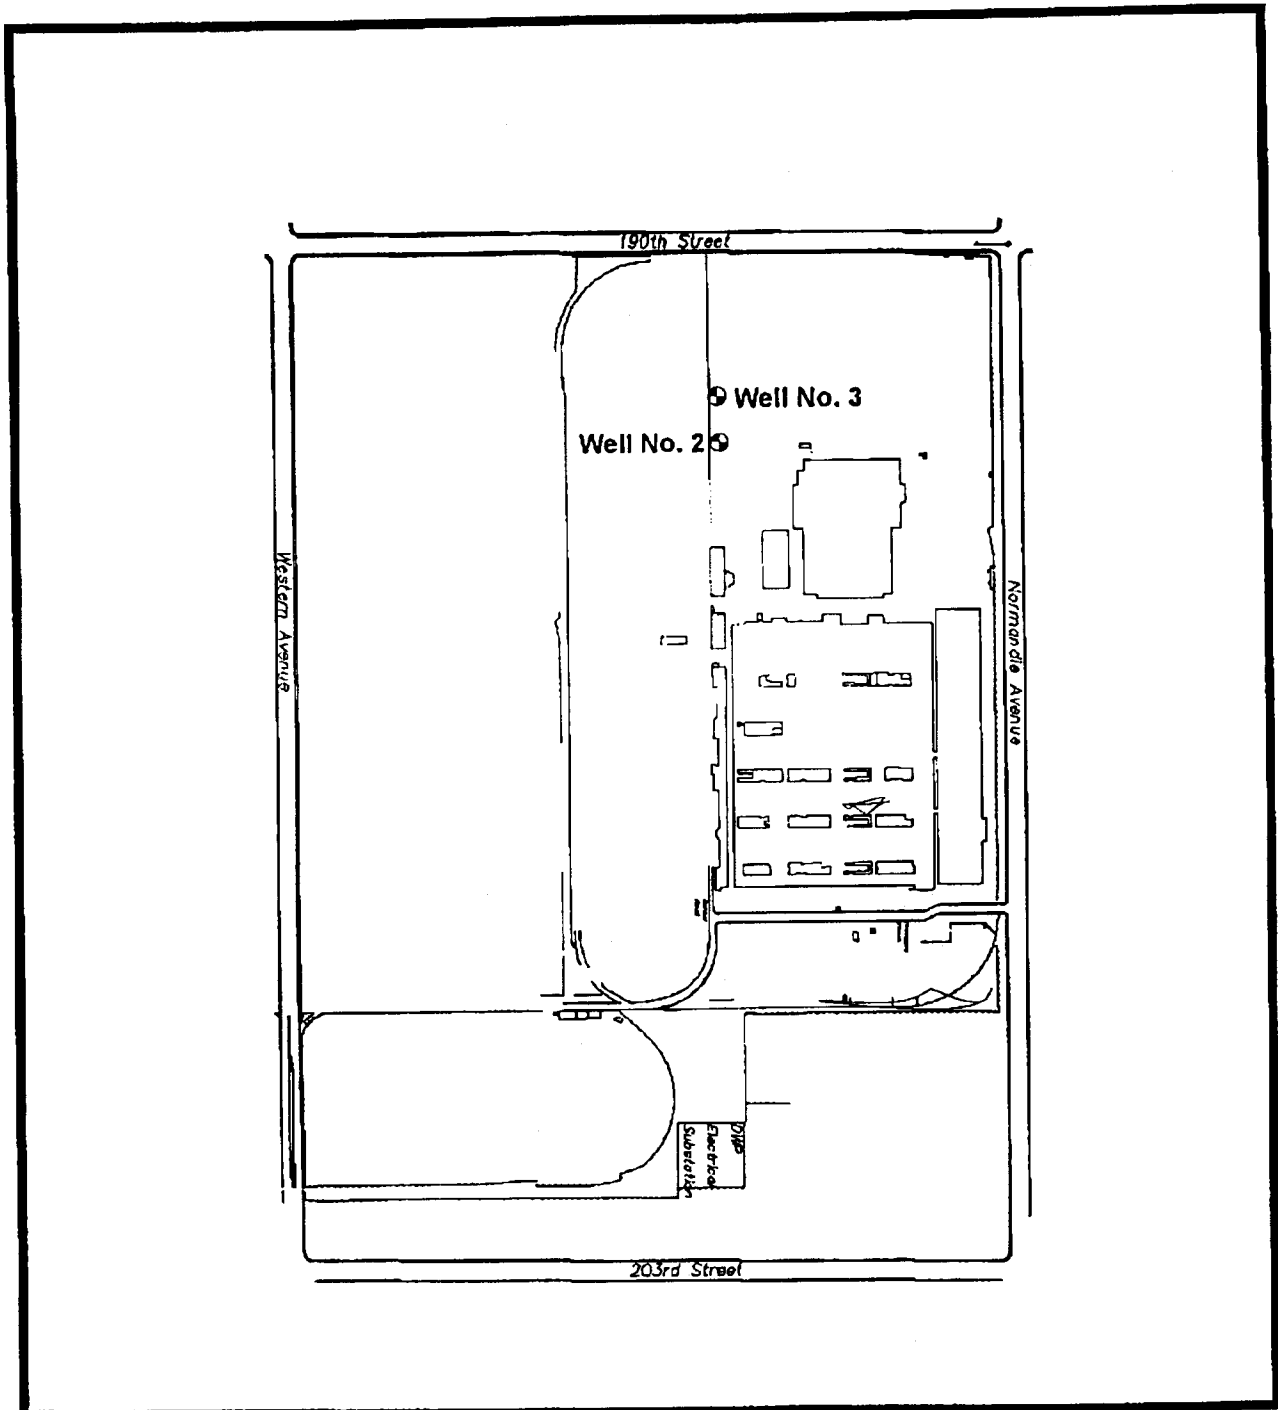 190th Street
Well No. 3
Well No. 2
Western Avenue
Normandie Avenue
DWP
Electrical
Substation
203rd Street